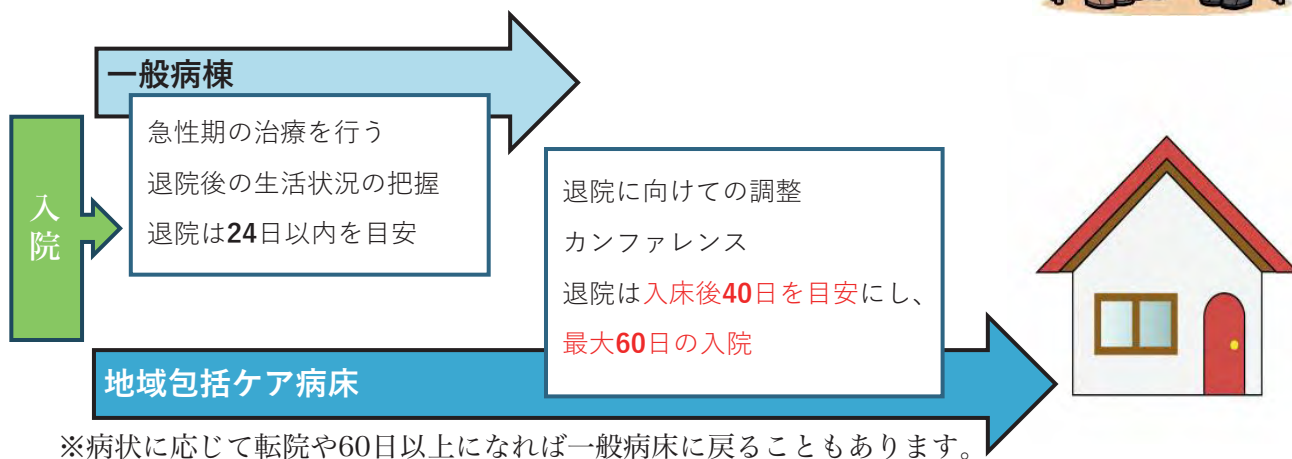 一般病棟
急性期の治療を行う
退院後の生活状況の把握
退院は24日以内を目安
入院
退院に向けての調整
カンファレンス
退院は入床後40日を目安にし、
最大60日の入院
地域包括ケア病床
※病状に応じて転院や60日以上になれば一般病床に戻ることもあります。